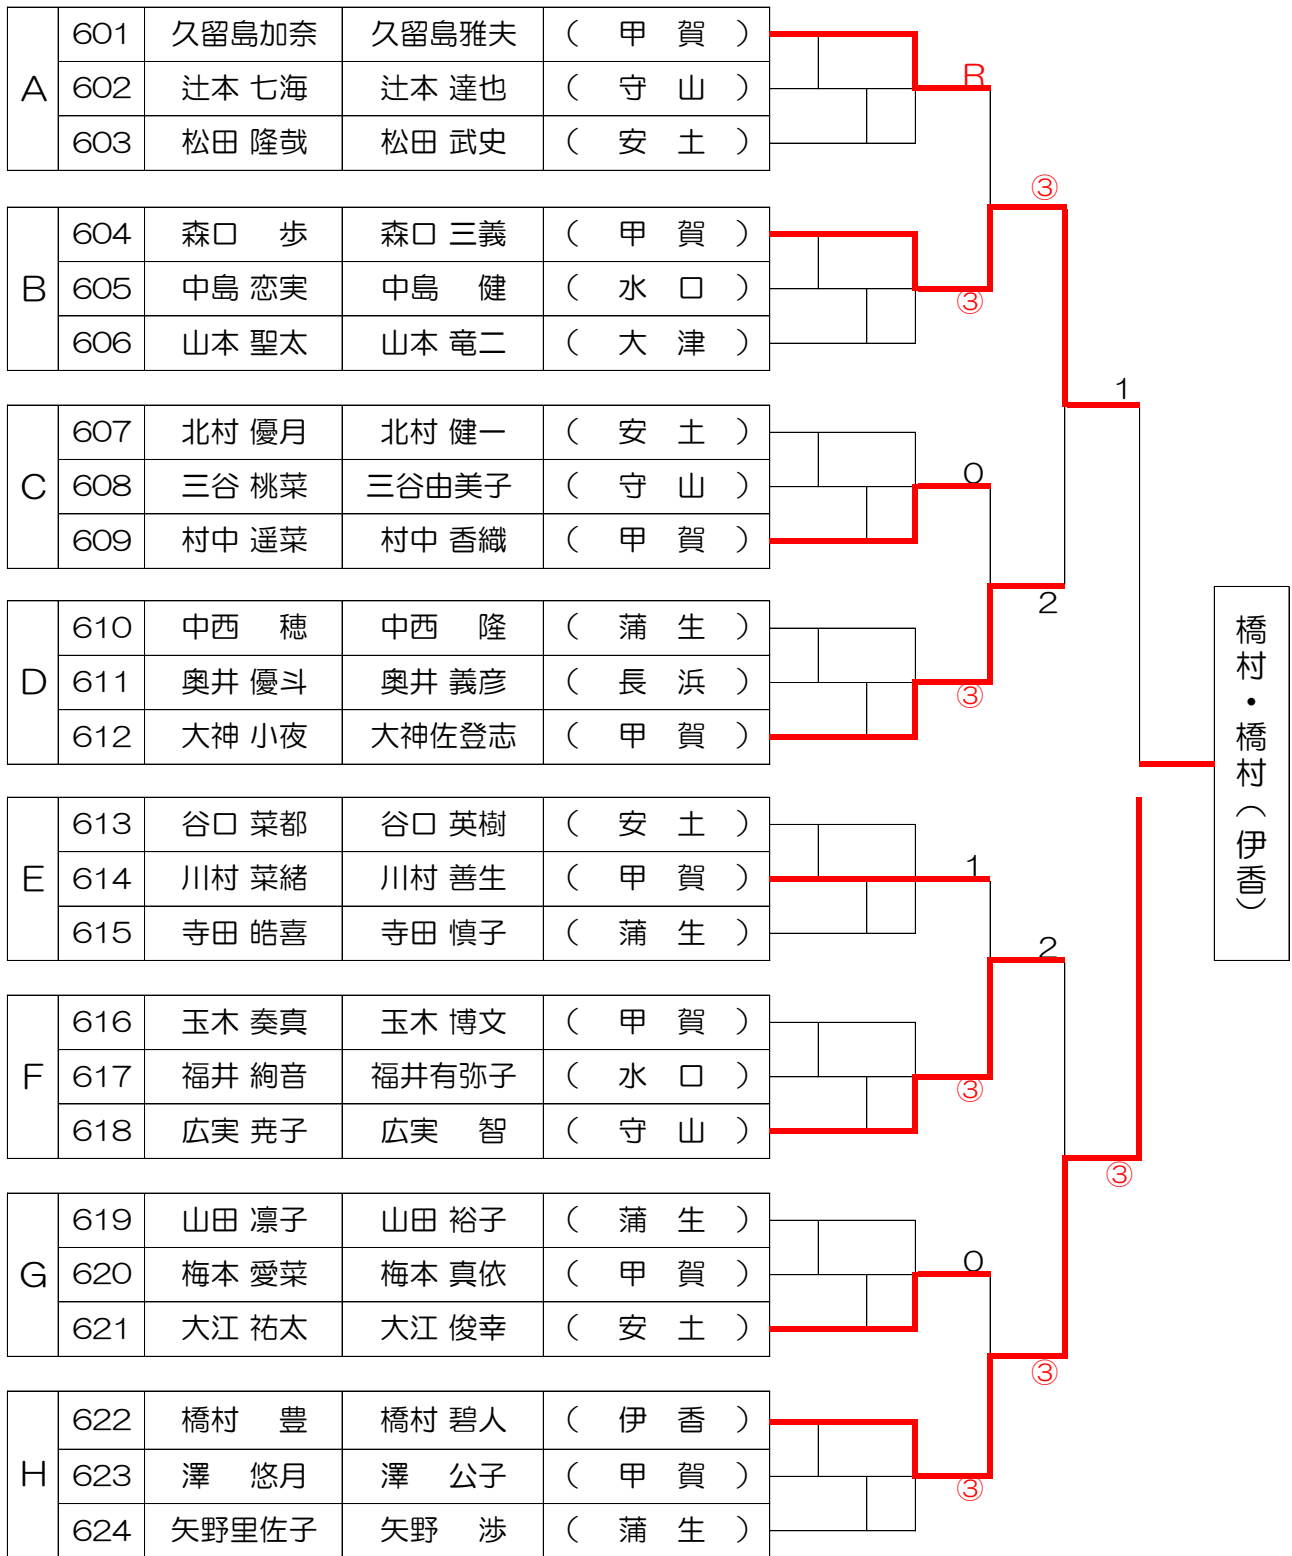 A
601 久留島加奈 久留島雅夫 （ 甲 賀 ）
602 辻本 七海 辻本 達也 （ 守 山 ）
603 松田 隆哉 松田 武史 （ 安 土 ）
R
③
B
604 森口 歩 森口 三義 （ 甲 賀 ）
605 中島 恋実 中島 健 （ 水 口 ）
606 山本 聖太 山本 竜二 （ 大 津 ）
③
1
C
607 北村 優月 北村 健一 （ 安 土 ）
608 三谷 桃菜 三谷由美子 （ 守 山 ）
609 村中 遥菜 村中 香織 （ 甲 賀 ）
0
2
D
610 中西 穂 中西 隆 （ 蒲 生 ）
611 奥井 優斗 奥井 義彦 （ 長 浜 ）
612 大神 小夜 大神佐登志 （ 甲 賀 ）
③
橋村・橋村（伊香）
E
613 谷口 菜都 谷口 英樹 （ 安 土 ）
614 川村 菜緒 川村 善生 （ 甲 賀 ）
615 寺田 皓喜 寺田 慎子 （ 蒲 生 ）
1
2
F
616 玉木 奏真 玉木 博文 （ 甲 賀 ）
617 福井 絢音 福井有弥子 （ 水 口 ）
618 広実 尭子 広実 智 （ 守 山 ）
③
③
G
619 山田 凛子 山田 裕子 （ 蒲 生 ）
620 梅本 愛菜 梅本 真依 （ 甲 賀 ）
621 大江 祐太 大江 俊幸 （ 安 土 ）
0
③
H
622 橋村 豊 橋村 碧人 （ 伊 香 ）
623 澤 悠月 澤 公子 （ 甲 賀 ）
624 矢野里佐子 矢野 渉 （ 蒲 生 ）
③